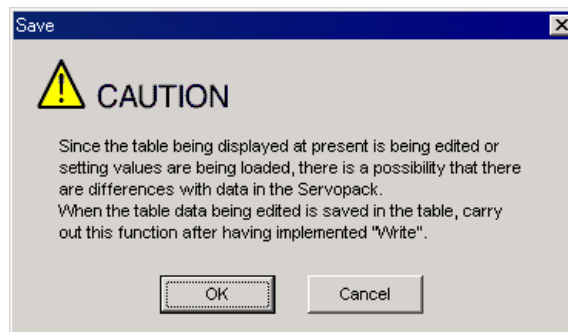 Save
CAUTION
Since the table being displayed at present is being edited or
setting values are being loaded, there is a possibility that there
are differences with data in the Servopack.
When the table data being edited is saved in the table, carry
out this function after having implemented "Write".
OK Cancel